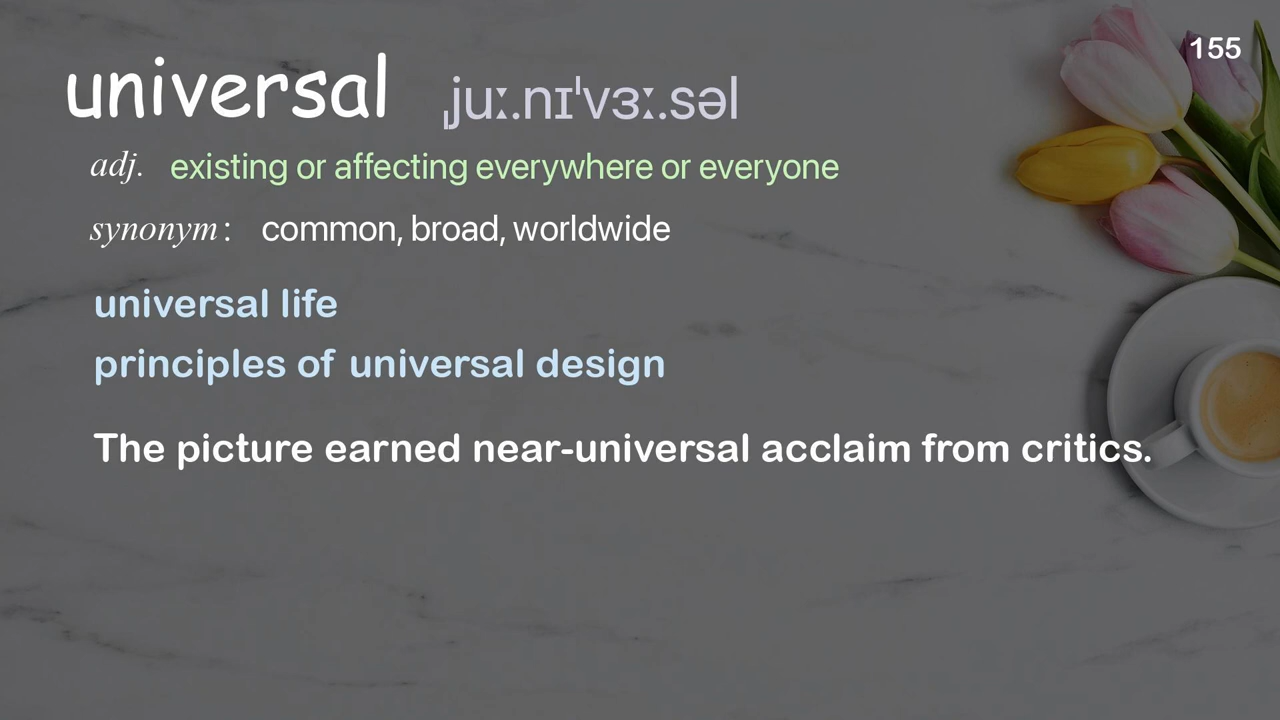 155
universal ˌjuː.nɪˈvɜː.səl
adj. existing or affecting everywhere or everyone
synonym: common, broad, worldwide
universal life
principles of universal design
The picture earned near-universal acclaim from critics.